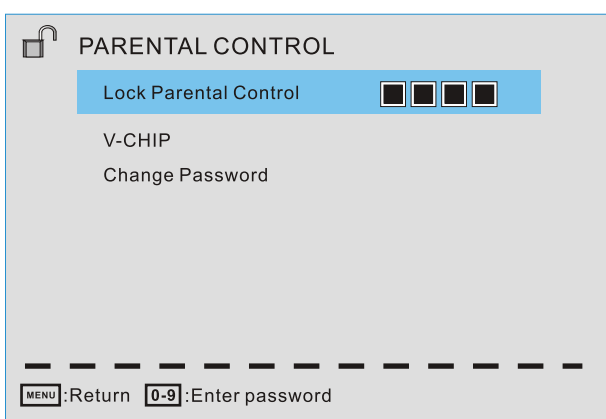 PARENTAL CONTROL
Lock Parental Control
V-CHIP
Change Password
MENU:Return 0-9:Enter password